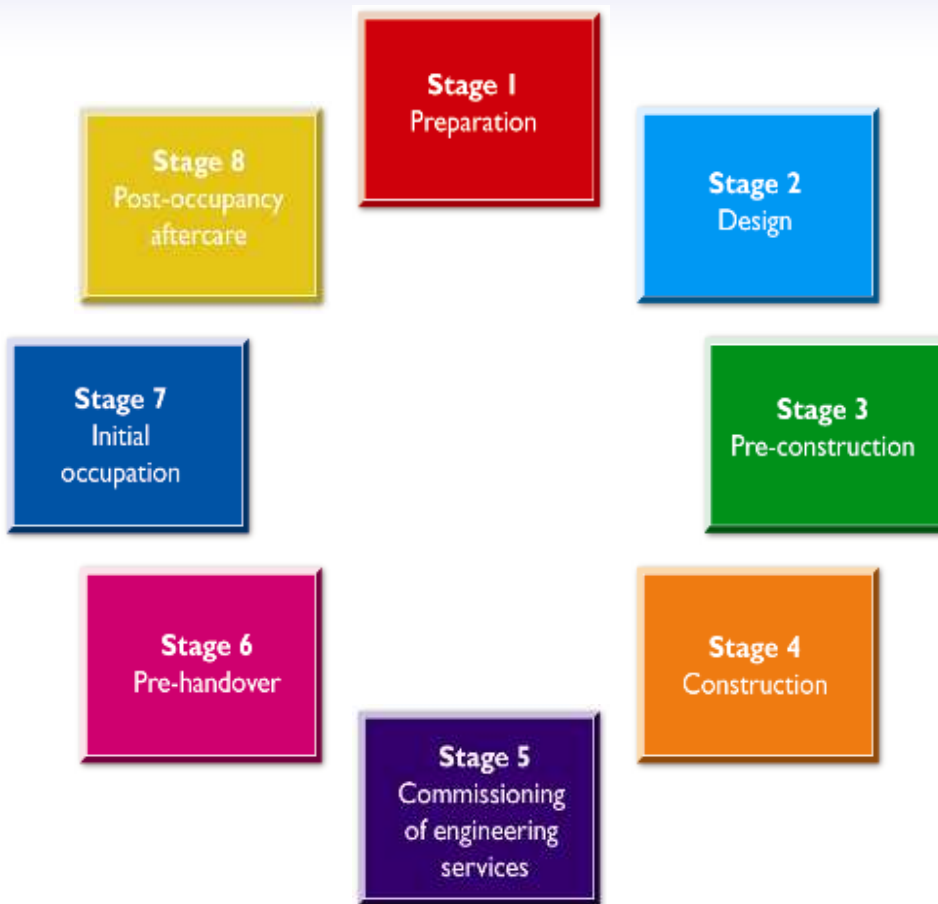 Stage 1
Preparation
Stage 2
Design
Stage 3
Pre-construction
Stage 4
Construction
Stage 5
Commissioning
of engineering
services
Stage 6
Pre-handover
Stage 7
Initial
occupation
Stage 8
Post-occupancy
aftercare